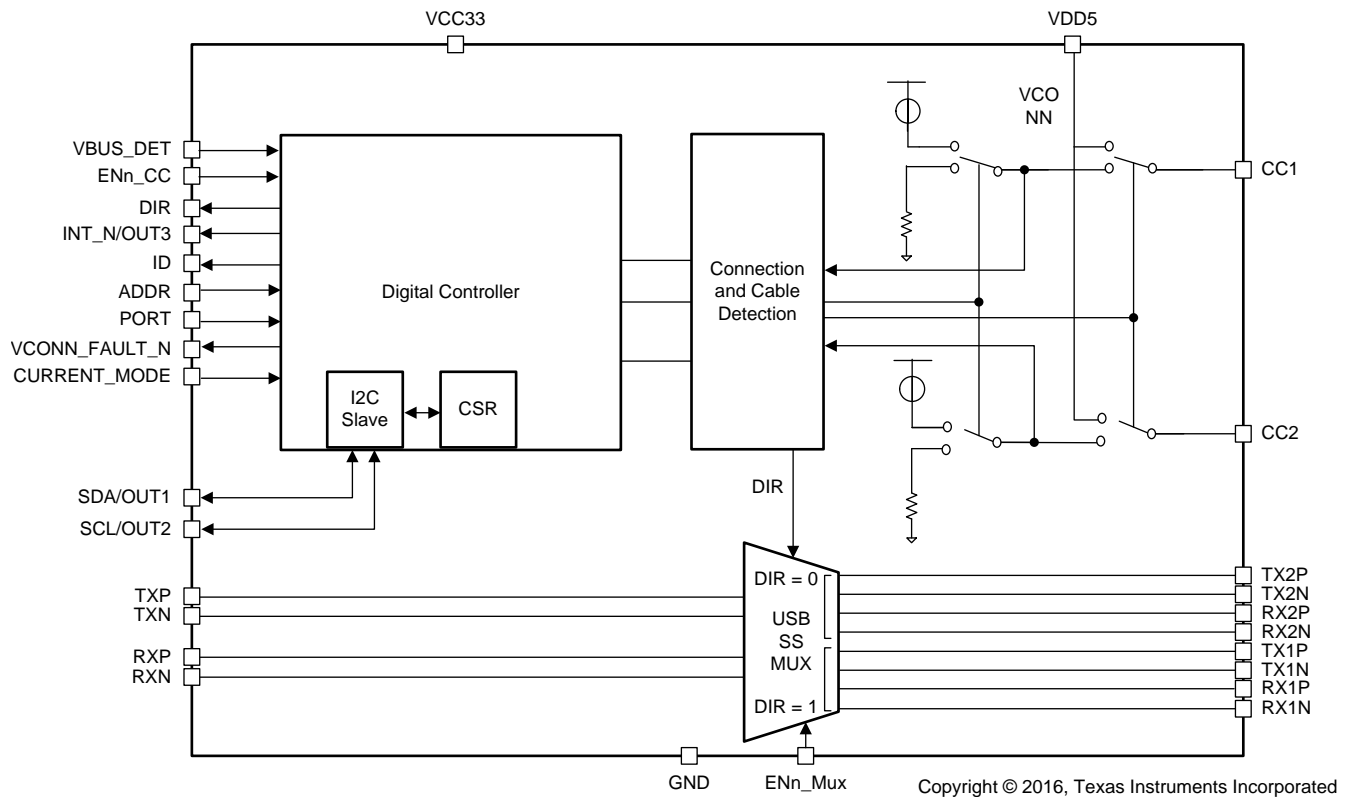 VCC33
VDD5
VCO
NN
VBUS_DET
ENn_CC
DIR
INT_N/OUT3
ID
ADDR
PORT
VCONN_FAULT_N
CURRENT_MODE
Digital Controller
I2C
Slave
CSR
Connection
and Cable
Detection
CC1
CC2
SDA/OUT1
SCL/OUT2
DIR
TXP
TXN
RXP
RXN
DIR = 0
USB
SS
MUX
DIR = 1
TX2P
TX2N
RX2P
RX2N
TX1P
TX1N
RX1P
RX1N
GND
ENn_Mux
Copyright © 2016, Texas Instruments Incorporated